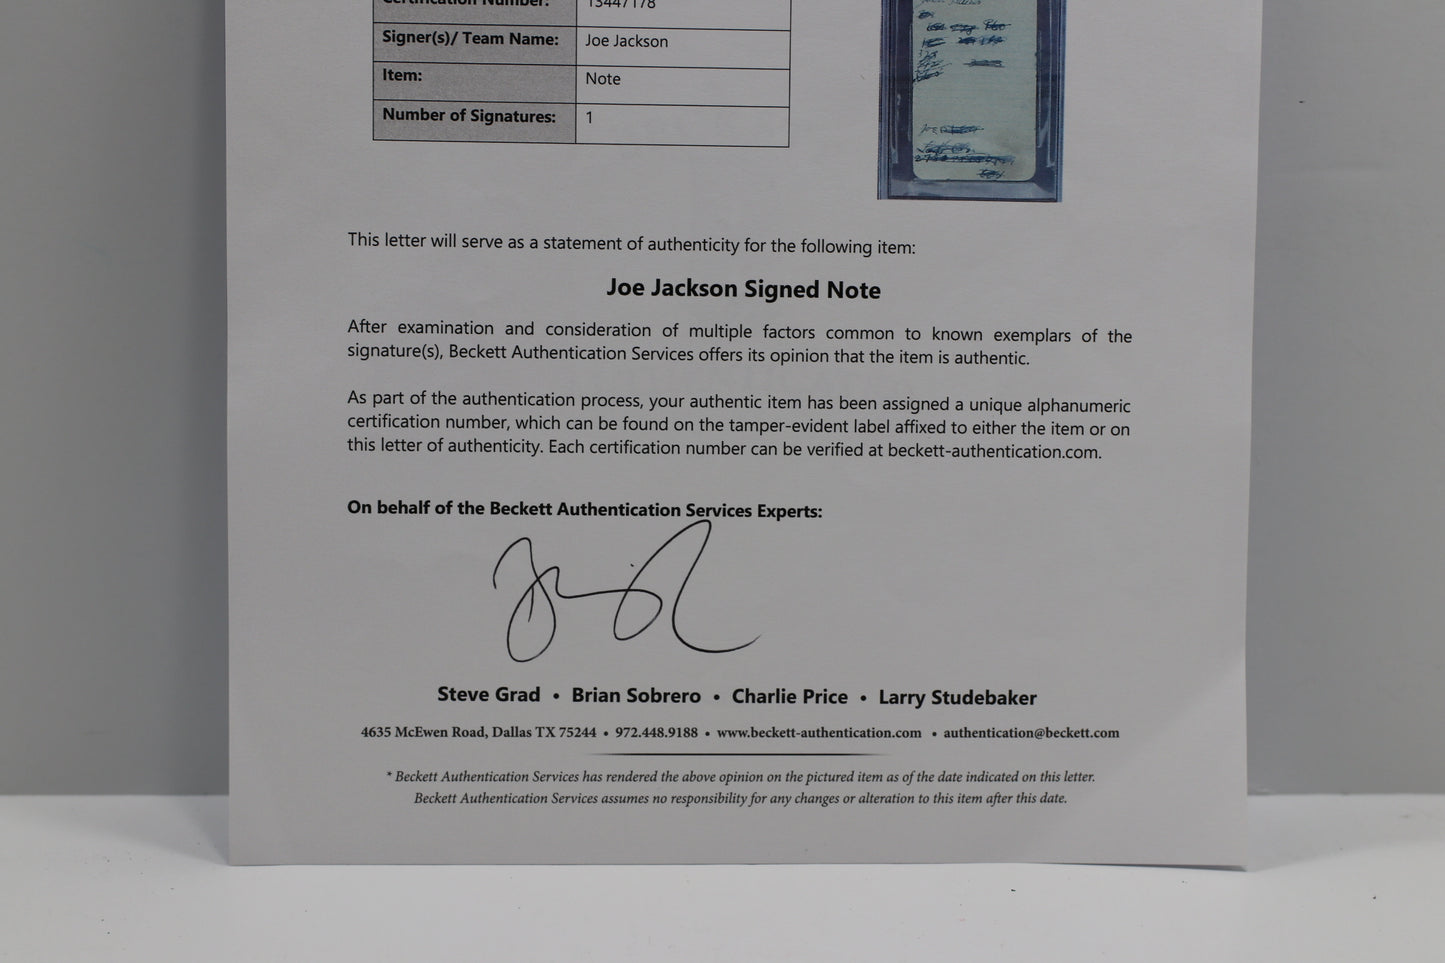 Certification Number: 13447178
Signer(s)/ Team Name: Joe Jackson
Item: Note
Number of Signatures: 1
This letter will serve as a statement of authenticity for the following item:
Joe Jackson Signed Note
After examination and consideration of multiple factors common to known exemplars of the
signature(s), Beckett Authentication Services offers its opinion that the item is authentic.
As part of the authentication process, your authentic item has been assigned a unique alphanumeric
certification number, which can be found on the tamper-evident label affixed to either the item or on
this letter of authenticity. Each certification number can be verified at beckett-authentication.com.
On behalf of the Beckett Authentication Services Experts:
Steve Grad • Brian Sobrero • Charlie Price • Larry Studebaker
4635 McEwen Road, Dallas TX 75244 • 972.448.9188 • www.beckett-authentication.com • authentication@beckett.com
* Beckett Authentication Services has rendered the above opinion on the pictured item as of the date indicated on this letter.
Beckett Authentication Services assumes no responsibility for any changes or alteration to this item after this date.